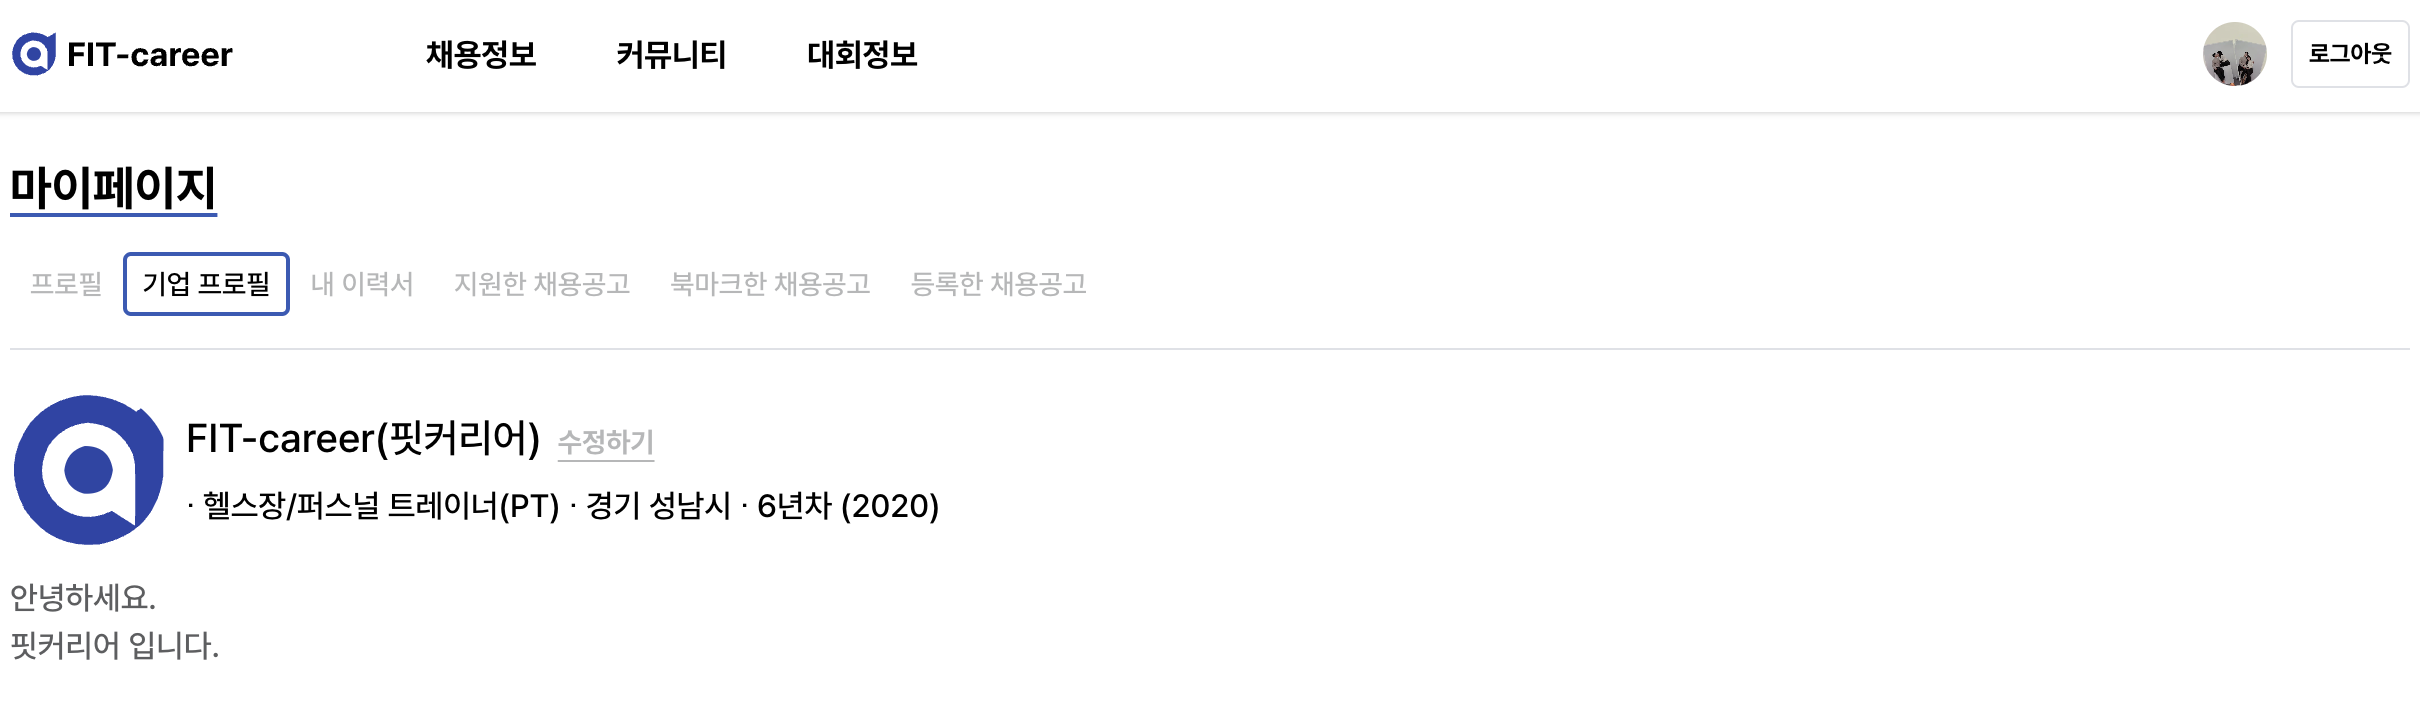 FIT-career 채용정보 커뮤니티 대회정보 로그아웃
마이페이지
프로필 기업 프로필 내 이력서 지원한 채용공고 북마크한 채용공고 등록한 채용공고
FIT-career(핏커리어) 수정하기
· 헬스장/퍼스널 트레이너(PT) · 경기 성남시 · 6년차 (2020)
안녕하세요.
핏커리어 입니다.